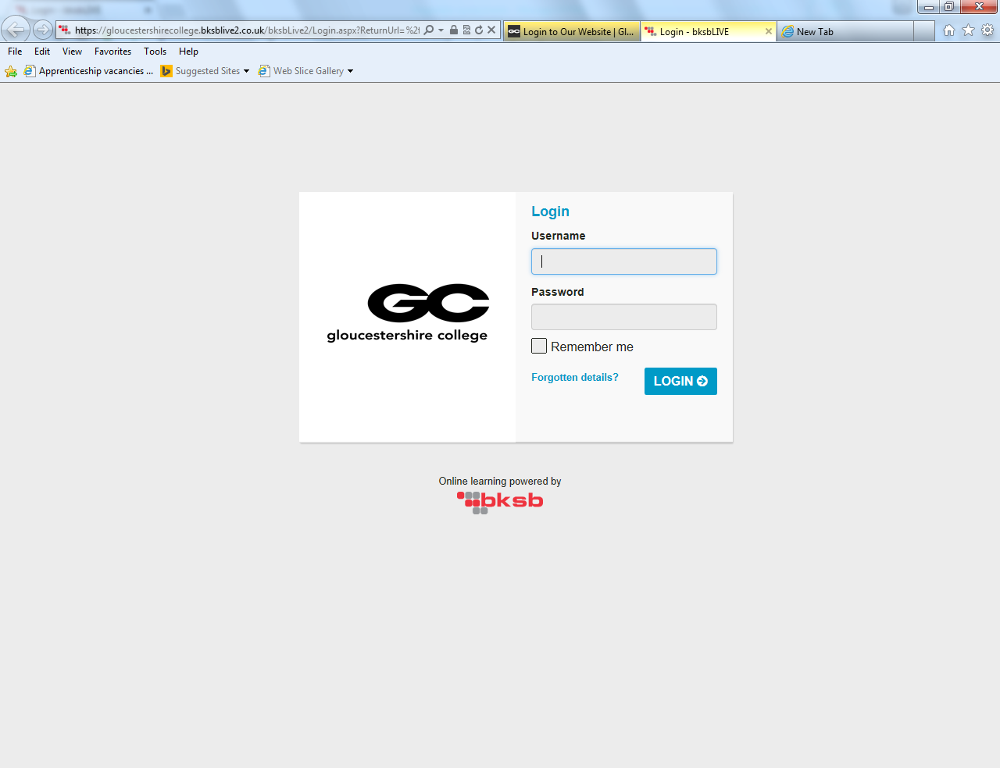 https://gloucestershirecollege.bksblive2.co.uk/bksbLive2/Login.aspx?ReturnUrl=%2f
Login to Our Website | Gl...
Login - bksbLIVE
New Tab
File Edit View Favorites Tools Help
Apprenticeship vacancies ... Suggested Sites Web Slice Gallery
GC
gloucestershire college
Login
Username
Password
Remember me
Forgotten details?
LOGIN
Online learning powered by
bksb